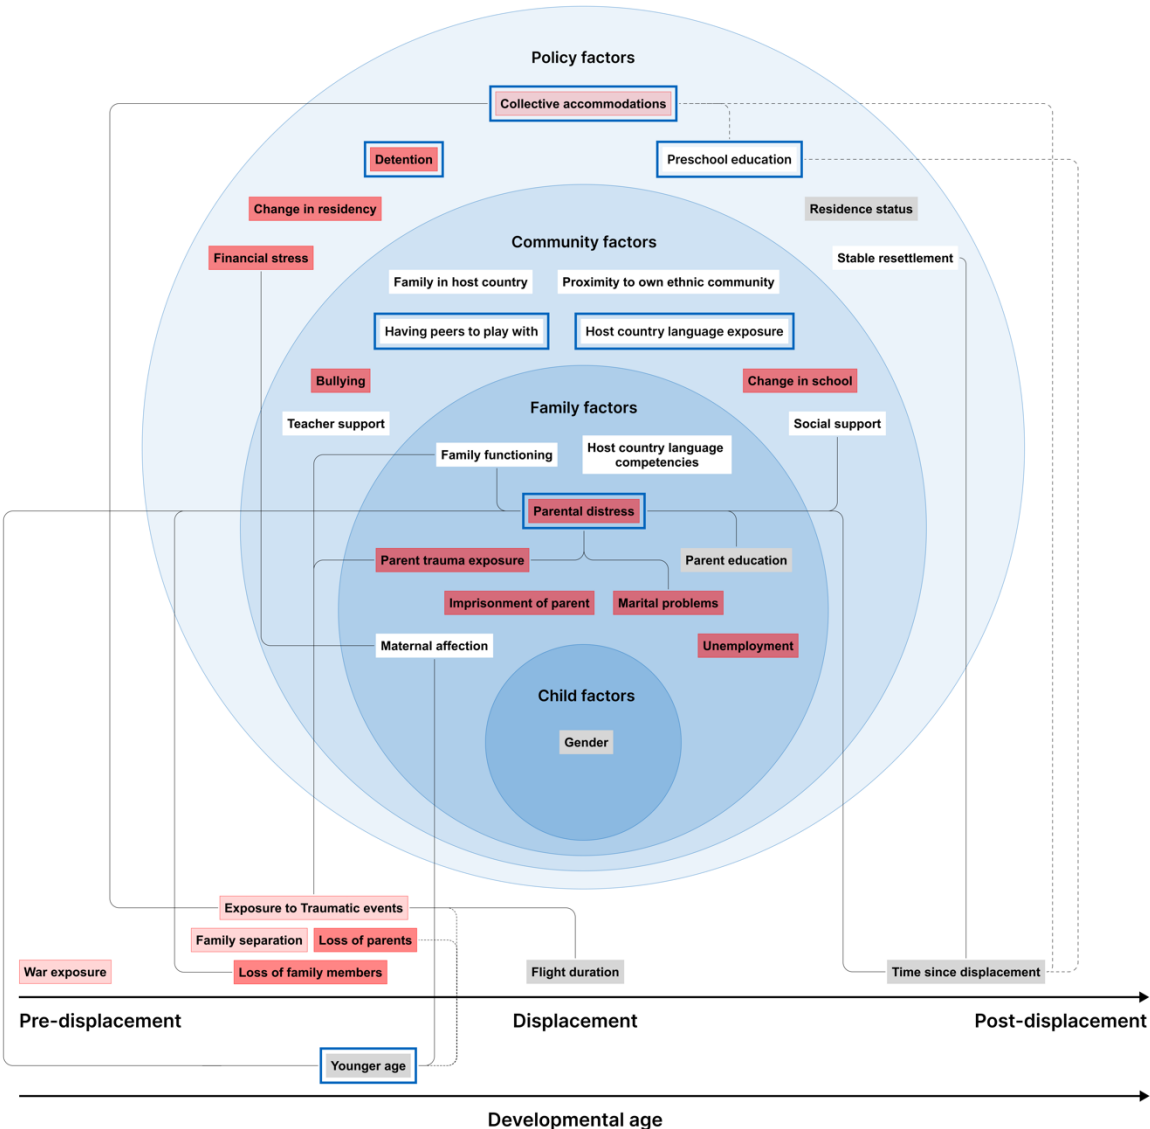 Policy factors
Collective accommodations
Detention
Preschool education
Change in residency
Residence status
Community factors
Financial stress
Stable resettlement
Family in host country
Proximity to own ethnic community
Having peers to play with
Host country language exposure
Bullying
Change in school
Family factors
Teacher support
Social support
Family functioning
Host country language
competencies
Parental distress
Parent trauma exposure
Parent education
Imprisonment of parent
Marital problems
Maternal affection
Unemployment
Child factors
Gender
Exposure to Traumatic events
Family separation
Loss of parents
War exposure
Loss of family members
Flight duration
Time since displacement
Pre-displacement
Displacement
Post-displacement
Younger age
Developmental age